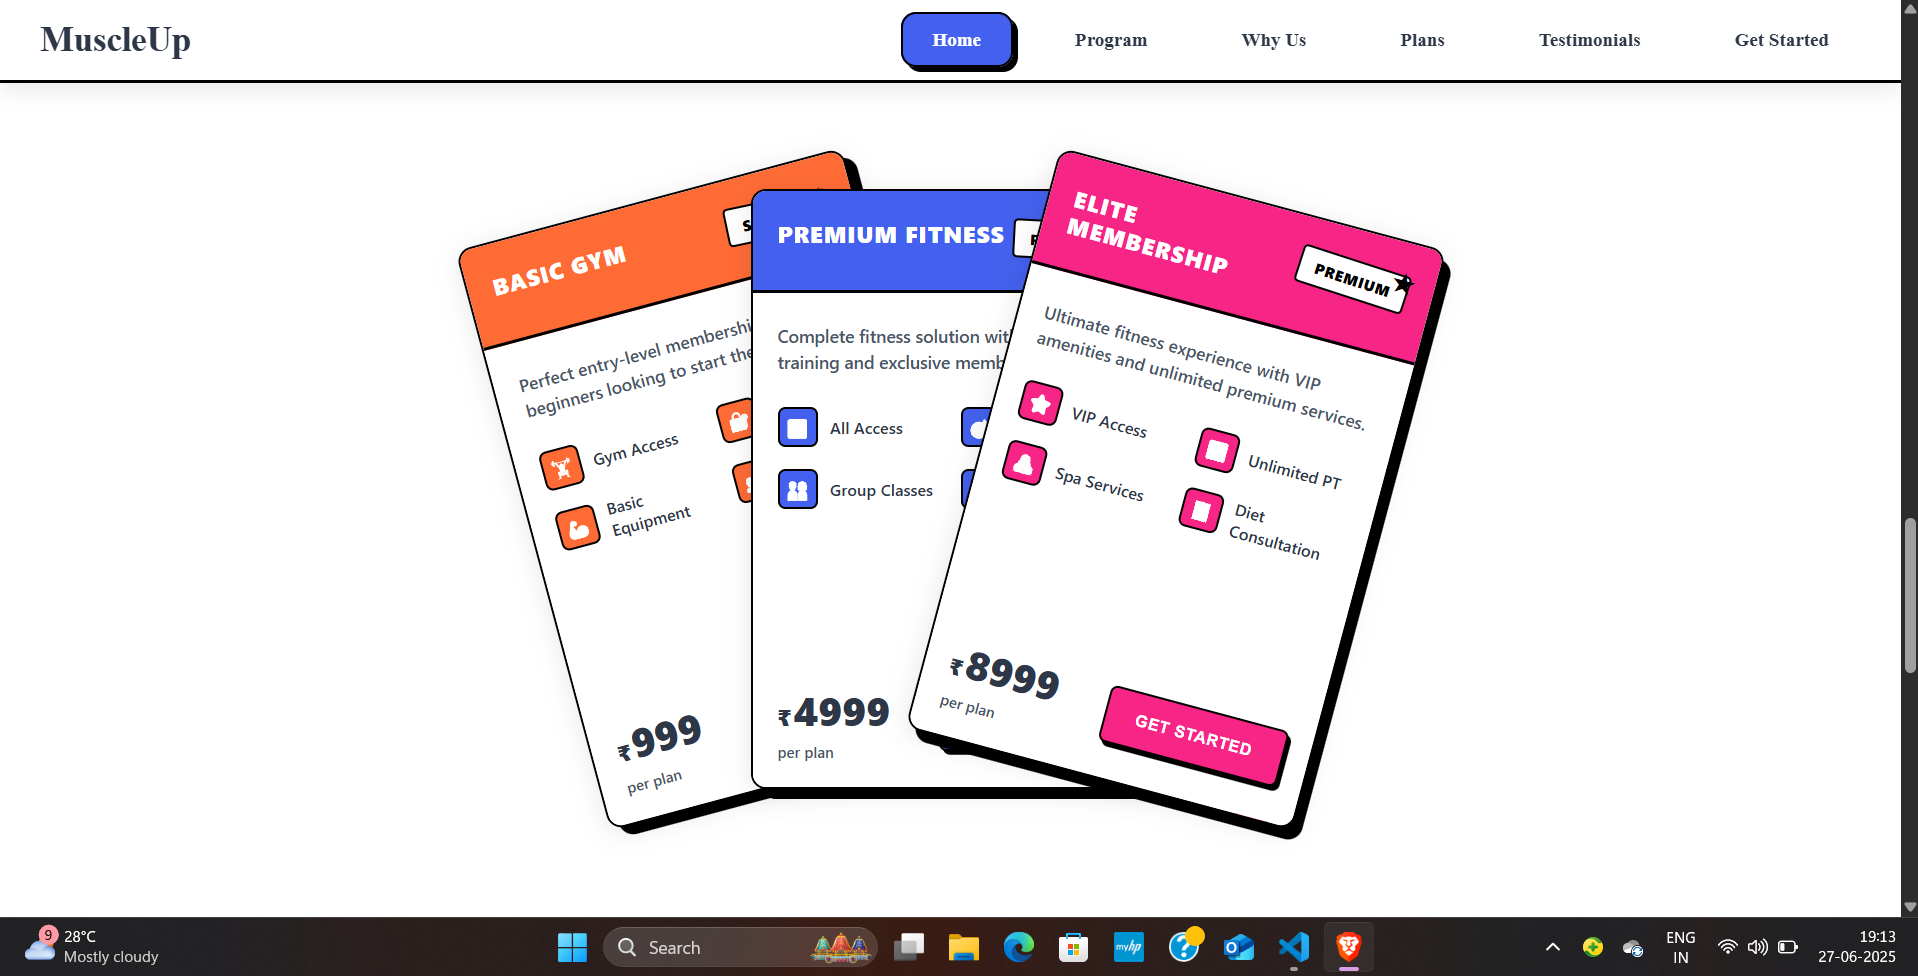 MuscleUp
Home
Program
Why Us
Plans
Testimonials
Get Started
BASIC GYM
S
Perfect entry-level
beginners looking to start
Gym Access
Basic
Equipment
₹999
per plan
PREMIUM FITNESS
Complete fitness solution
training and exclusive
All Access
Group Classes
₹4999
per plan
ELITE
MEMBERSHIP
PREMIUM
Ultimate fitness experience with VIP
amenities and unlimited premium services.
VIP Access
Unlimited PT
Spa Services
Diet
Consultation
₹8999
per plan
GET STARTED
9
28°C
Mostly cloudy
Search
myhp
ENG
IN
19:13
27-06-2025